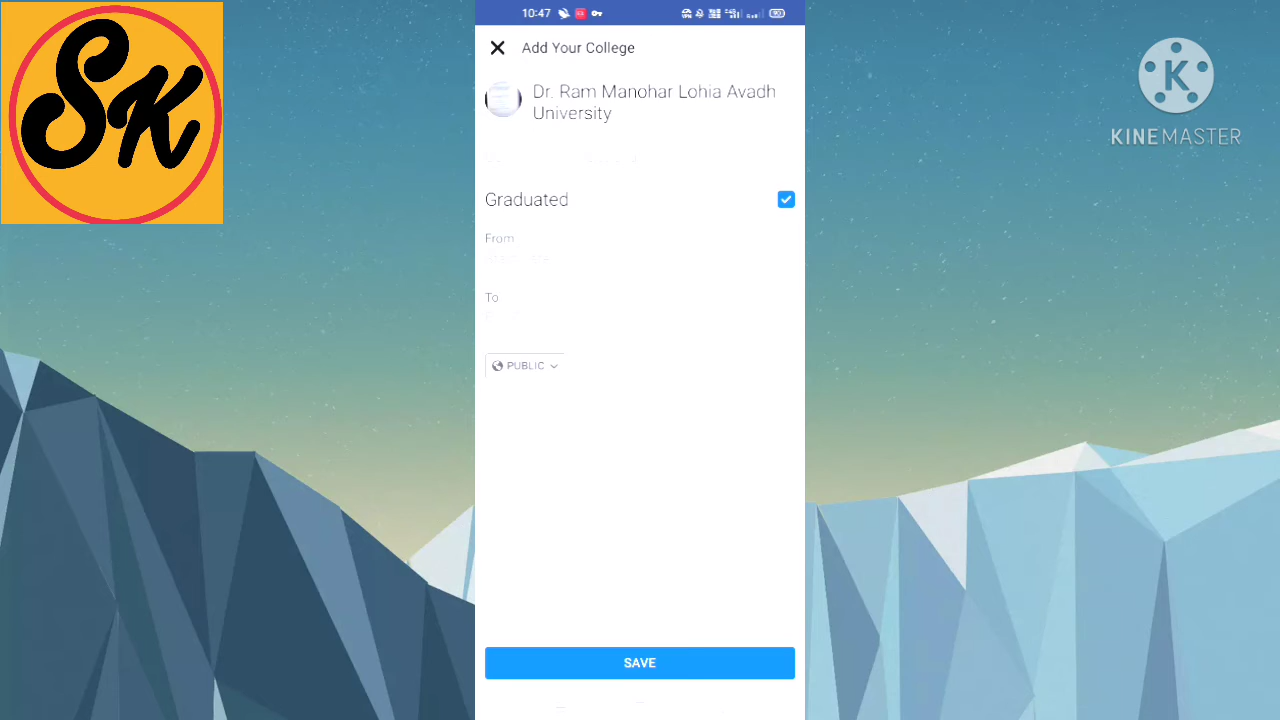 SK
10:47
Add Your College
Dr. Ram Manohar Lohia Avadh
University
Graduated
From
To
PUBLIC
SAVE
K
KINEMASTER